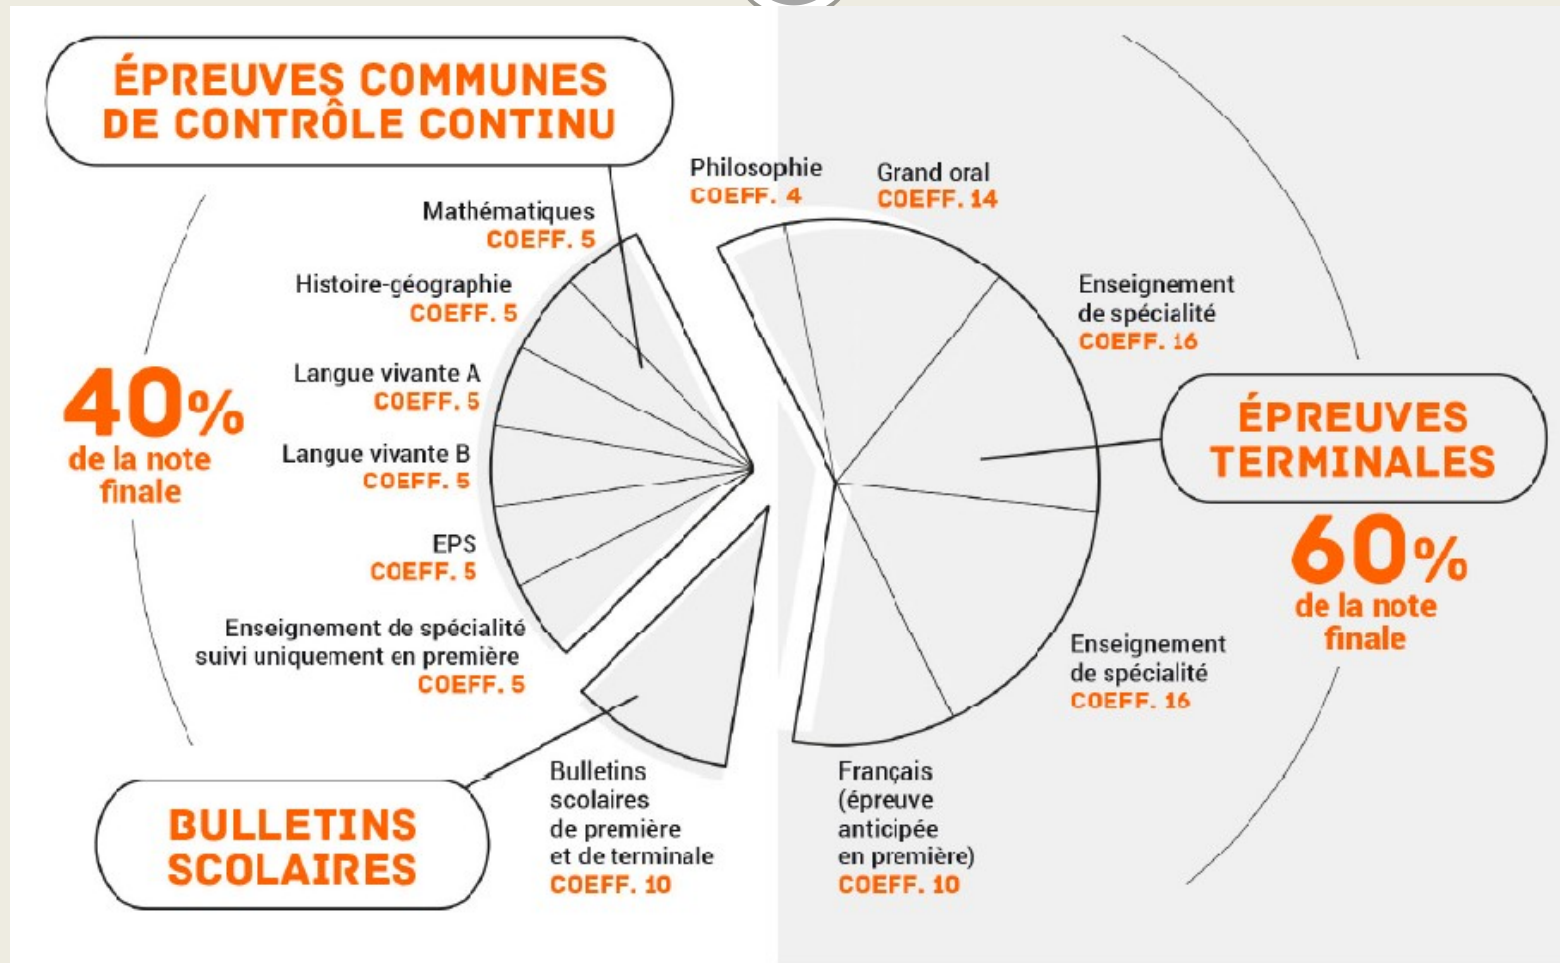 ÉPREUVES COMMUNES
DE CONTRÔLE CONTINU
Mathématiques
COEFF. 5
Histoire-géographie
COEFF. 5
Langue vivante A
COEFF. 5
Langue vivante B
COEFF. 5
EPS
COEFF. 5
Enseignement de spécialité
suivi uniquement en première
COEFF. 5
40%
de la note
finale
BULLETINS
SCOLAIRES
Bulletins
scolaires
de première
et de terminale
COEFF. 10
Philosophie
COEFF. 4
Grand oral
COEFF. 14
Enseignement
de spécialité
COEFF. 16
ÉPREUVES
TERMINALES
60%
de la note
finale
Enseignement
de spécialité
COEFF. 16
Français
(épreuve
anticipée
en première)
COEFF. 10